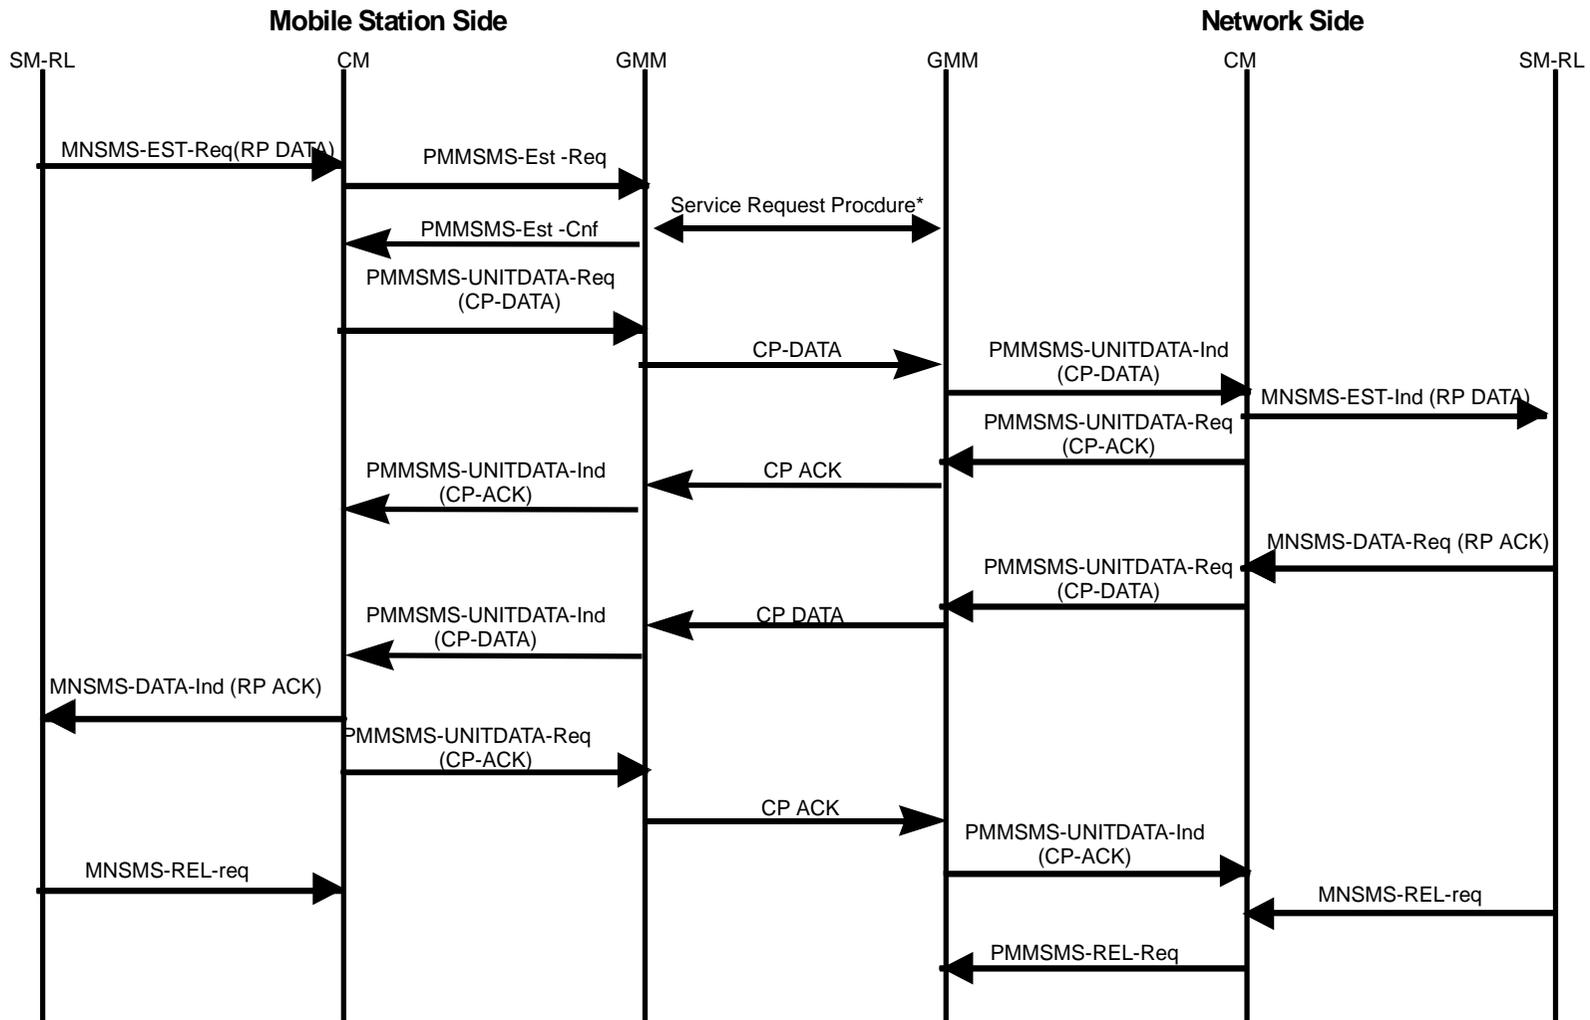 Mobile Station Side
Network Side
SM-RL
CM
GMM
GMM
CM
SM-RL
MNSMS-EST-Req(RP DATA)
PMMSMS-Est -Req
Service Request Procdure*
PMMSMS-Est -Cnf
PMMSMS-UNITDATA-Req
(CP-DATA)
CP-DATA
PMMSMS-UNITDATA-Ind
(CP-DATA)
MNSMS-EST-Ind (RP DATA)
PMMSMS-UNITDATA-Req
(CP-ACK)
CP ACK
PMMSMS-UNITDATA-Ind
(CP-ACK)
MNSMS-DATA-Req (RP ACK)
PMMSMS-UNITDATA-Req
(CP-DATA)
CP DATA
PMMSMS-UNITDATA-Ind
(CP-DATA)
MNSMS-DATA-Ind (RP ACK)
PMMSMS-UNITDATA-Req
(CP-ACK)
CP ACK
PMMSMS-UNITDATA-Ind
(CP-ACK)
MNSMS-REL-req
MNSMS-REL-req
PMMSMS-REL-Req